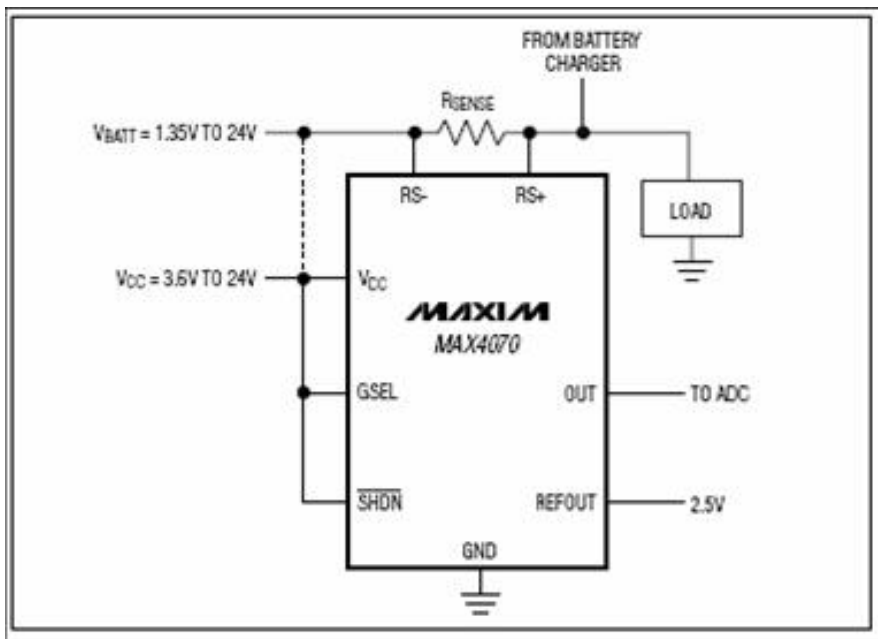 FROM BATTERY
CHARGER
RSENSE
VBATT = 1.35V TO 24V
RS-
RS+
LOAD
VCC = 3.6V TO 24V
VCC
MAXIM
MAX4070
GSEL
OUT
TO ADC
SHDN
REFOUT
2.5V
GND